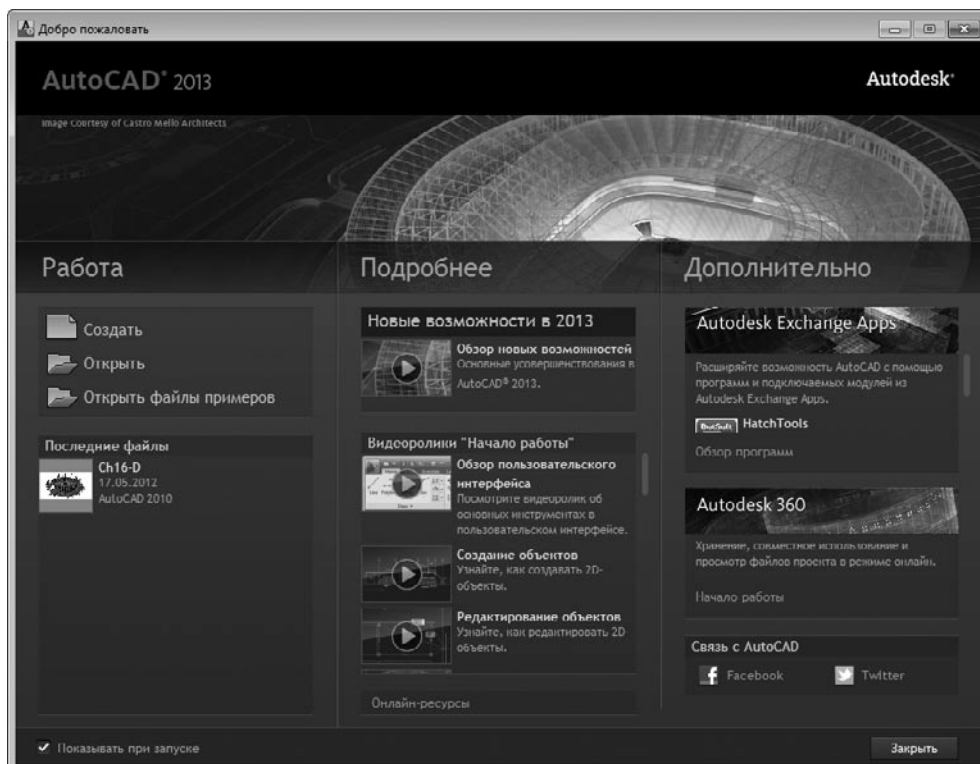 Добро пожаловать
AutoCAD® 2013
Autodesk®
Image Courtesy of Castro Mello Architects
Работа
Создать
Открыть
Открыть файлы примеров
Последние файлы
Ch16-D
17.05.2012
AutoCAD 2010
Подробнее
Новые возможности в 2013
Обзор новых возможностей
Основные усовершенствования в
AutoCAD® 2013.
Видеоролики "Начало работы"
Обзор пользовательского
интерфейса
Посмотрите видеоролик об
основных инструментах в
пользовательском интерфейсе.
Создание объектов
Узнайте, как создавать 2D-
объекты.
Редактирование объектов
Узнайте, как редактировать 2D
объекты.
Онлайн-ресурсы
Дополнительно
Autodesk Exchange Apps
Расширяйте возможность AutoCAD с помощью
программ и подключаемых модулей из
Autodesk Exchange Apps.
HatchTools
Обзор программ
Autodesk 360
Хранение, совместное использование и
просмотр файлов проекта в режиме онлайн.
Начало работы
Связь с AutoCAD
Facebook
Twitter
Показывать при запуске
Закрыть